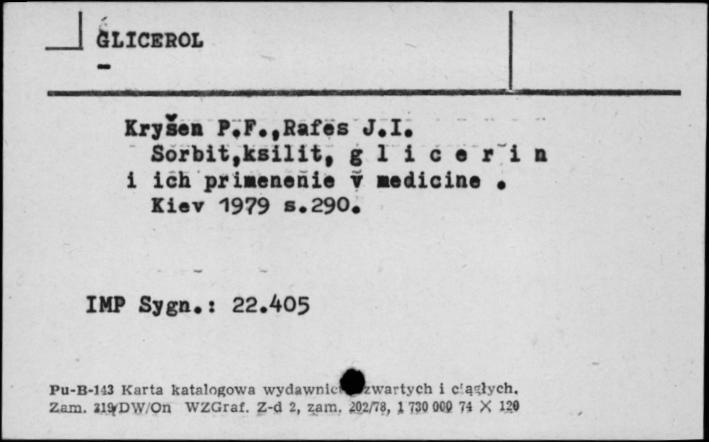 GLICEROL
Kryšen P.F.,Rafes J.I.
Sorbit,ksilit, g l i c e r i n
i ich primenenie v medicine .
Kiev 1979 s.290.
IMP Sygn.: 22.405
Pu-B-143 Karta katalogowa wydawnictw zwartych i ciągłych.
Zam. 319/DW/On WZGraf. Z-d 2, zam. 202/78, 1 730 000 74 X 120